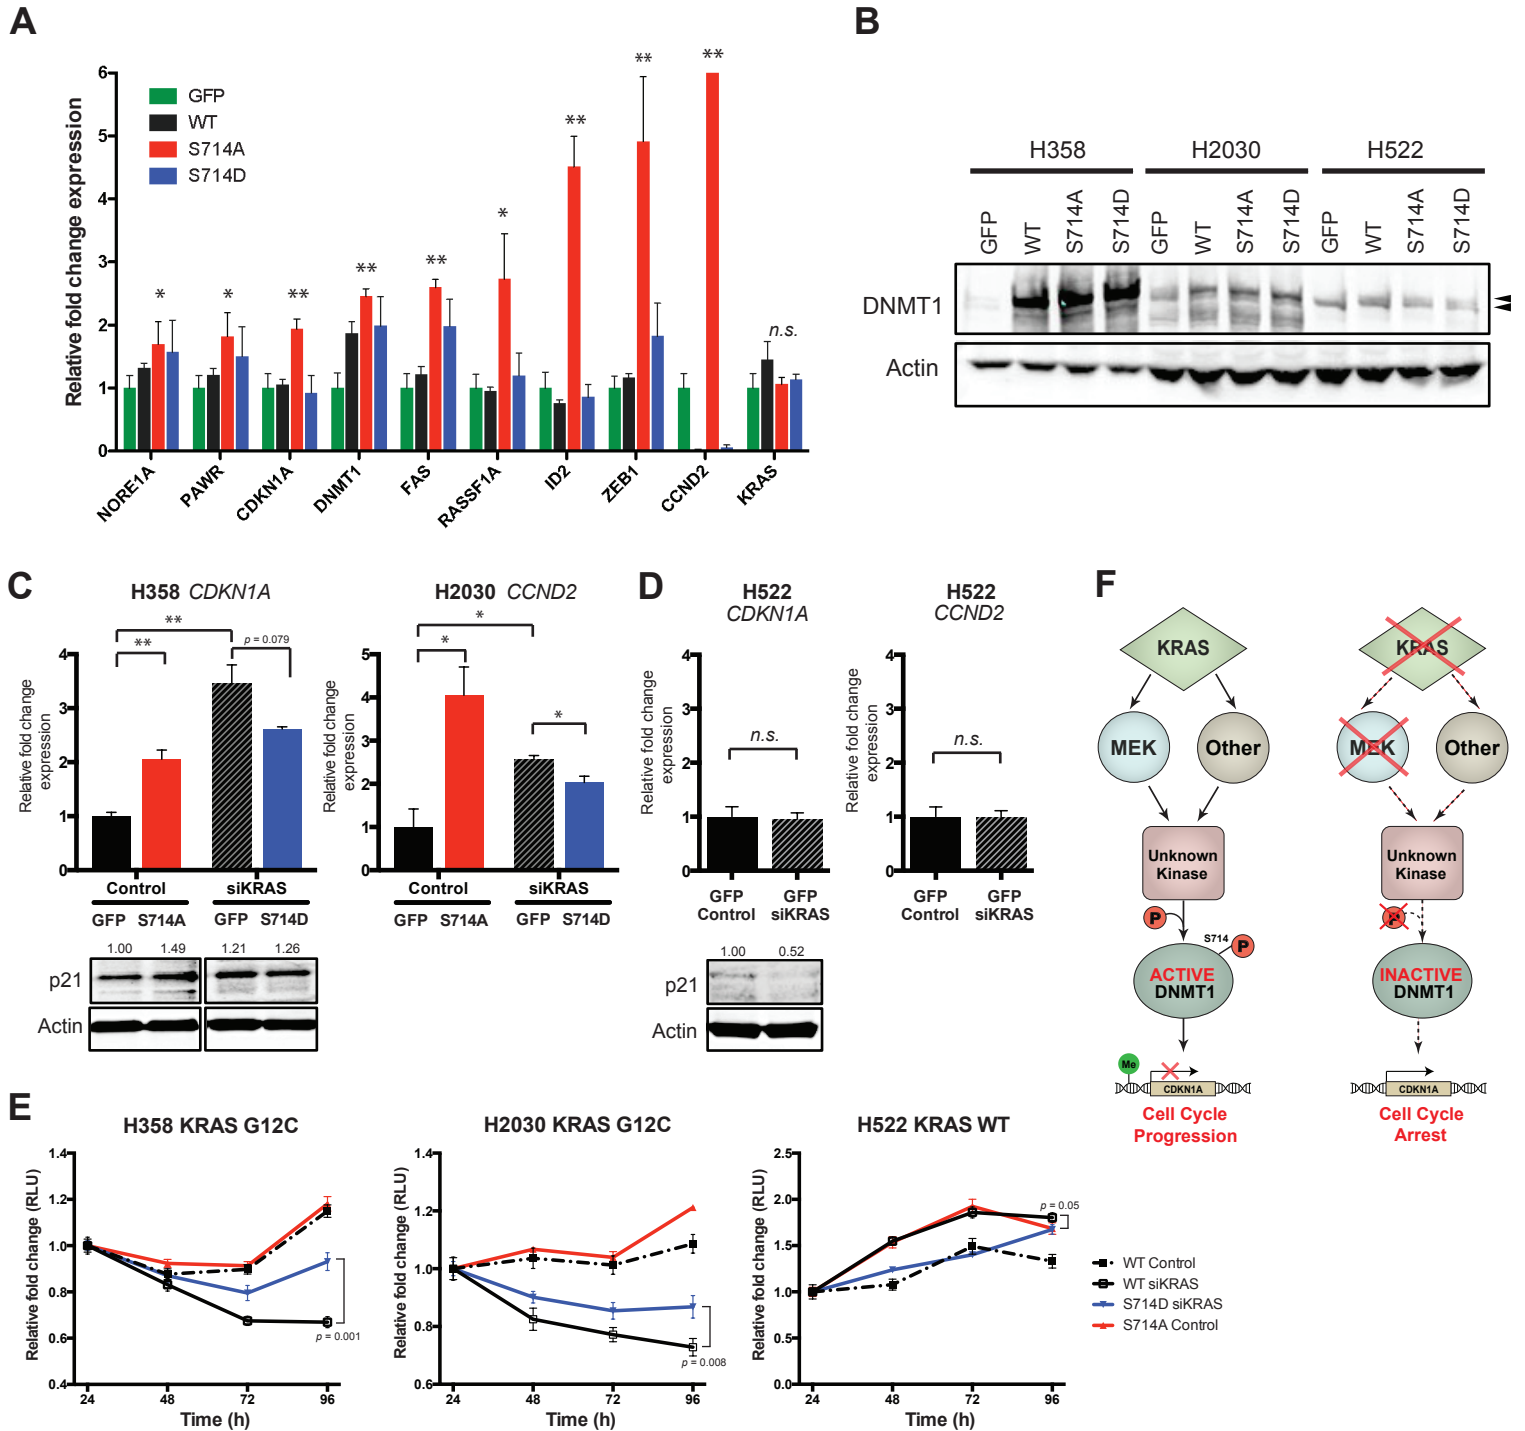 A
Relative fold change expression
6
5
4
3
2
1
0
GFP
WT
S714A
S714D
*
*
**
**
**
*
**
**
**
n.s.
NORE1A
PAWR
CDKN1A
DNMT1
FAS
RASSF1A
ID2
ZEB1
CCND2
KRAS
B
H358
H2030
H522
GFP
WT
S714A
S714D
GFP
WT
S714A
S714D
GFP
WT
S714A
S714D
DNMT1
Actin
C
H358 CDKN1A
Relative fold change
expression
4
3
2
1
0
**
**
p = 0.079
Control
siKRAS
GFP
S714A
GFP
S714D
1.00
1.49
1.21
1.26
p21
Actin
H2030 CCND2
Relative fold change
expression
5
4
3
2
1
0
*
*
*
Control
siKRAS
GFP
S714A
GFP
S714D
D
H522
CDKN1A
Relative fold change
expression
4
3
2
1
0
n.s.
GFP
Control
GFP
siKRAS
1.00
0.52
p21
Actin
H522
CCND2
Relative fold change
expression
4
3
2
1
0
n.s.
GFP
Control
GFP
siKRAS
F
KRAS
MEK
Other
Unknown
Kinase
P
S714
P
ACTIVE
DNMT1
Me
CDKN1A
Cell Cycle
Progression
KRAS
MEK
Other
Unknown
Kinase
P
INACTIVE
DNMT1
CDKN1A
Cell Cycle
Arrest
E
H358 KRAS G12C
Relative fold change (RLU)
1.4
1.2
1.0
0.8
0.6
0.4
p = 0.001
24
48
72
96
Time (h)
H2030 KRAS G12C
Relative fold change (RLU)
1.4
1.2
1.0
0.8
0.6
p = 0.008
24
48
72
96
Time (h)
H522 KRAS WT
Relative fold change (RLU)
2.5
2.0
1.5
1.0
0.5
0.0
p = 0.05
24
48
72
96
Time (h)
WT Control
WT siKRAS
S714D siKRAS
S714A Control